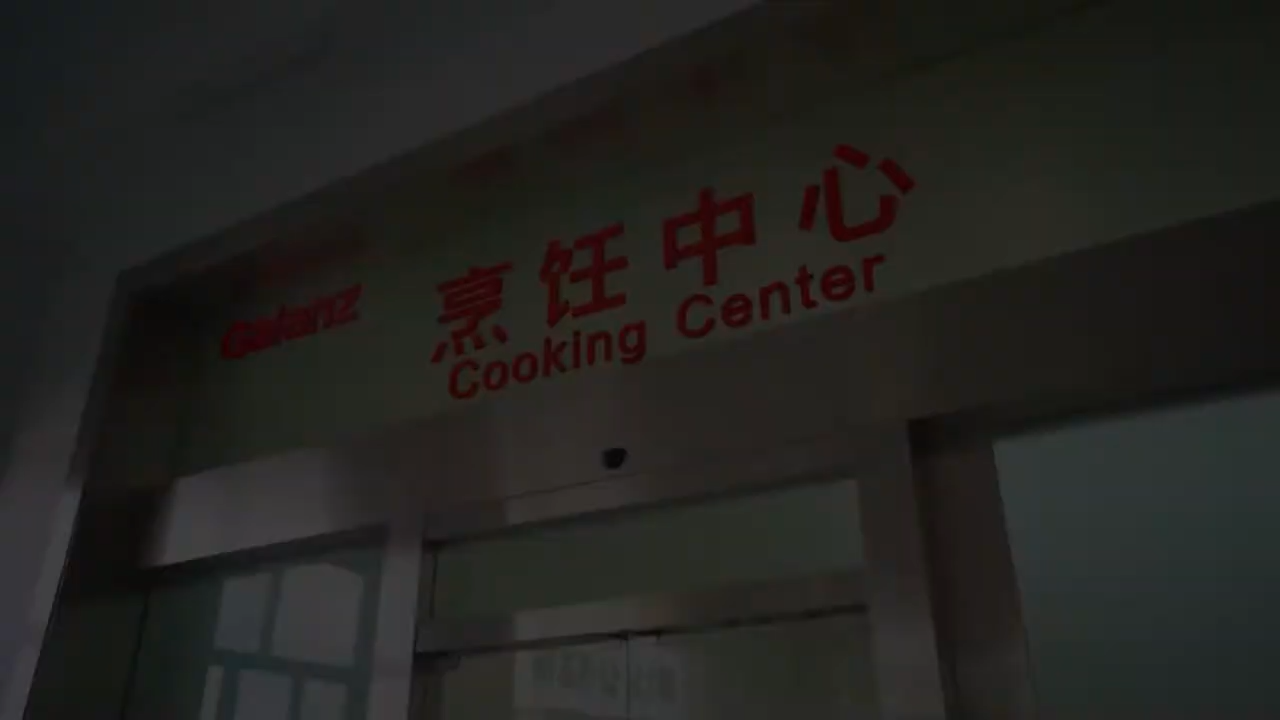 Galanz
烹饪中心
Cooking Center